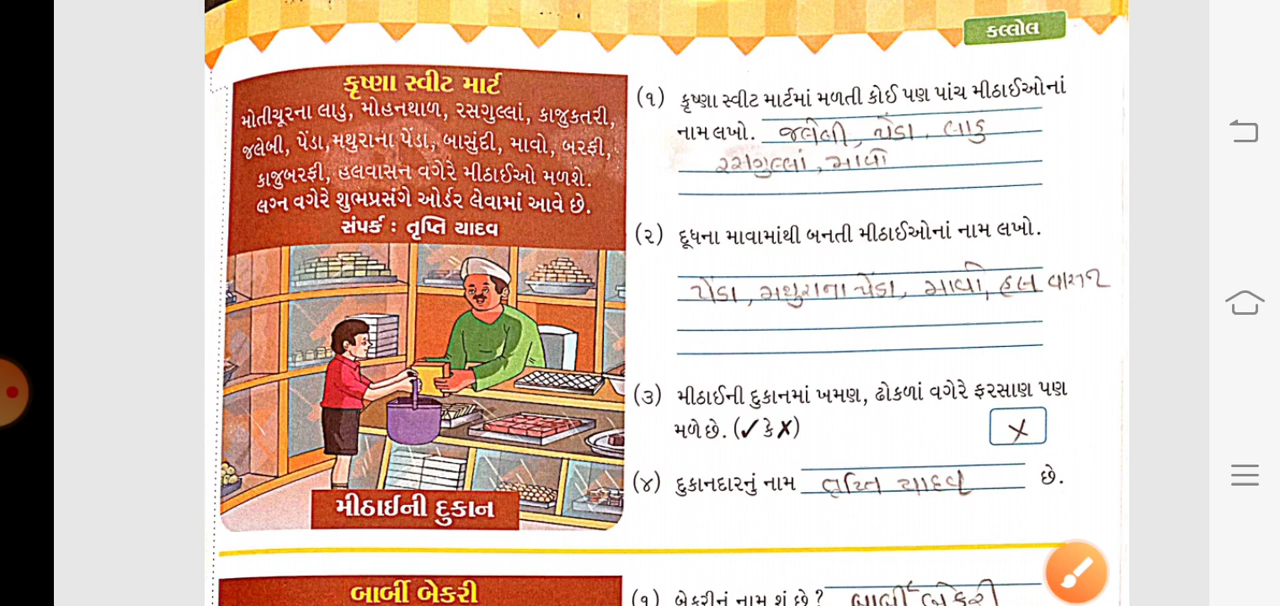 કલ્લોલ
કૃષ્ણા સ્વીટ માર્ટ
મોતીચૂરના લાડુ, મોહનથાળ, રસગુલ્લાં, કાજુકતરી,
જલેબી, પેંડા, મથુરાના પેંડા, બાસુંદી, માવો, બરફી,
કાજુબરફી, હલવાસન વગેરે મીઠાઈઓ મળશે.
લગ્ન વગેરે શુભપ્રસંગે ઓર્ડર લેવામાં આવે છે.
સંપર્ક : તૃપ્તિ યાદવ
મીઠાઈની દુકાન
(૧) કૃષ્ણા સ્વીટ માર્ટમાં મળતી કોઈ પણ પાંચ મીઠાઈઓનાં
નામ લખો. જલેબી, પેંડા, લાડુ
રસગુલ્લાં, માવો
(૨) દૂધના માવામાંથી બનતી મીઠાઈઓનાં નામ લખો.
પેંડા, મથુરાના પેંડા, માવો, હલવાસન
(૩) મીઠાઈની દુકાનમાં ખમણ, ઢોકળાં વગેરે ફરસાણ પણ
મળે છે. (✓ કે ✗) X
(૪) દુકાનદારનું નામ તૃપ્તિ યાદવ છે.
બાર્બી બેકરી
(૧) બેકરીનું નામ શું છે? બાર્બી બેકરી